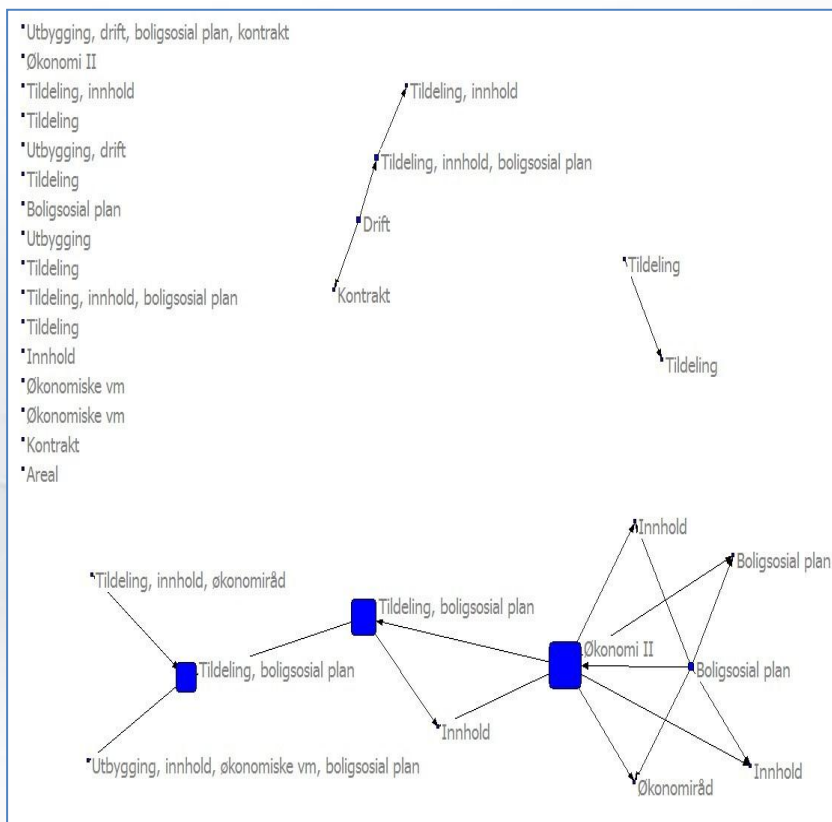 Utbygging, drift, boligsosial plan, kontrakt
Økonomi II
Tildeling, innhold
Tildeling
Utbygging, drift
Tildeling
Boligsosial plan
Utbygging
Tildeling
Tildeling, innhold, boligsosial plan
Tildeling
Innhold
Økonomiske vm
Økonomiske vm
Kontrakt
Areal
Tildeling, innhold
Tildeling, innhold, boligsosial plan
Drift
Kontrakt
Tildeling
Tildeling
Innhold
Boligsosial plan
Tildeling, innhold, økonomiråd
Tildeling, boligsosial plan
Økonomi II
Tildeling, boligsosial plan
Boligsosial plan
Innhold
Utbygging, innhold, økonomiske vm, boligsosial plan
Innhold
Økonomiråd